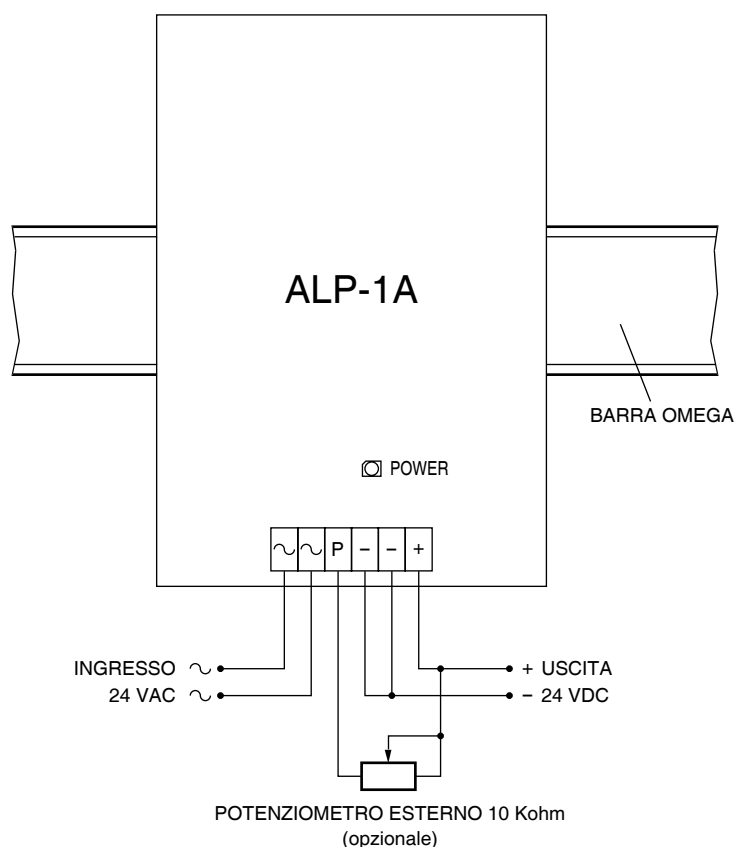 ALP-1A
BARRA OMEGA
POWER
∿ ∿ P − − +
INGRESSO ∿
24 VAC ∿
+ USCITA
− 24 VDC
POTENZIOMETRO ESTERNO 10 Kohm
(opzionale)